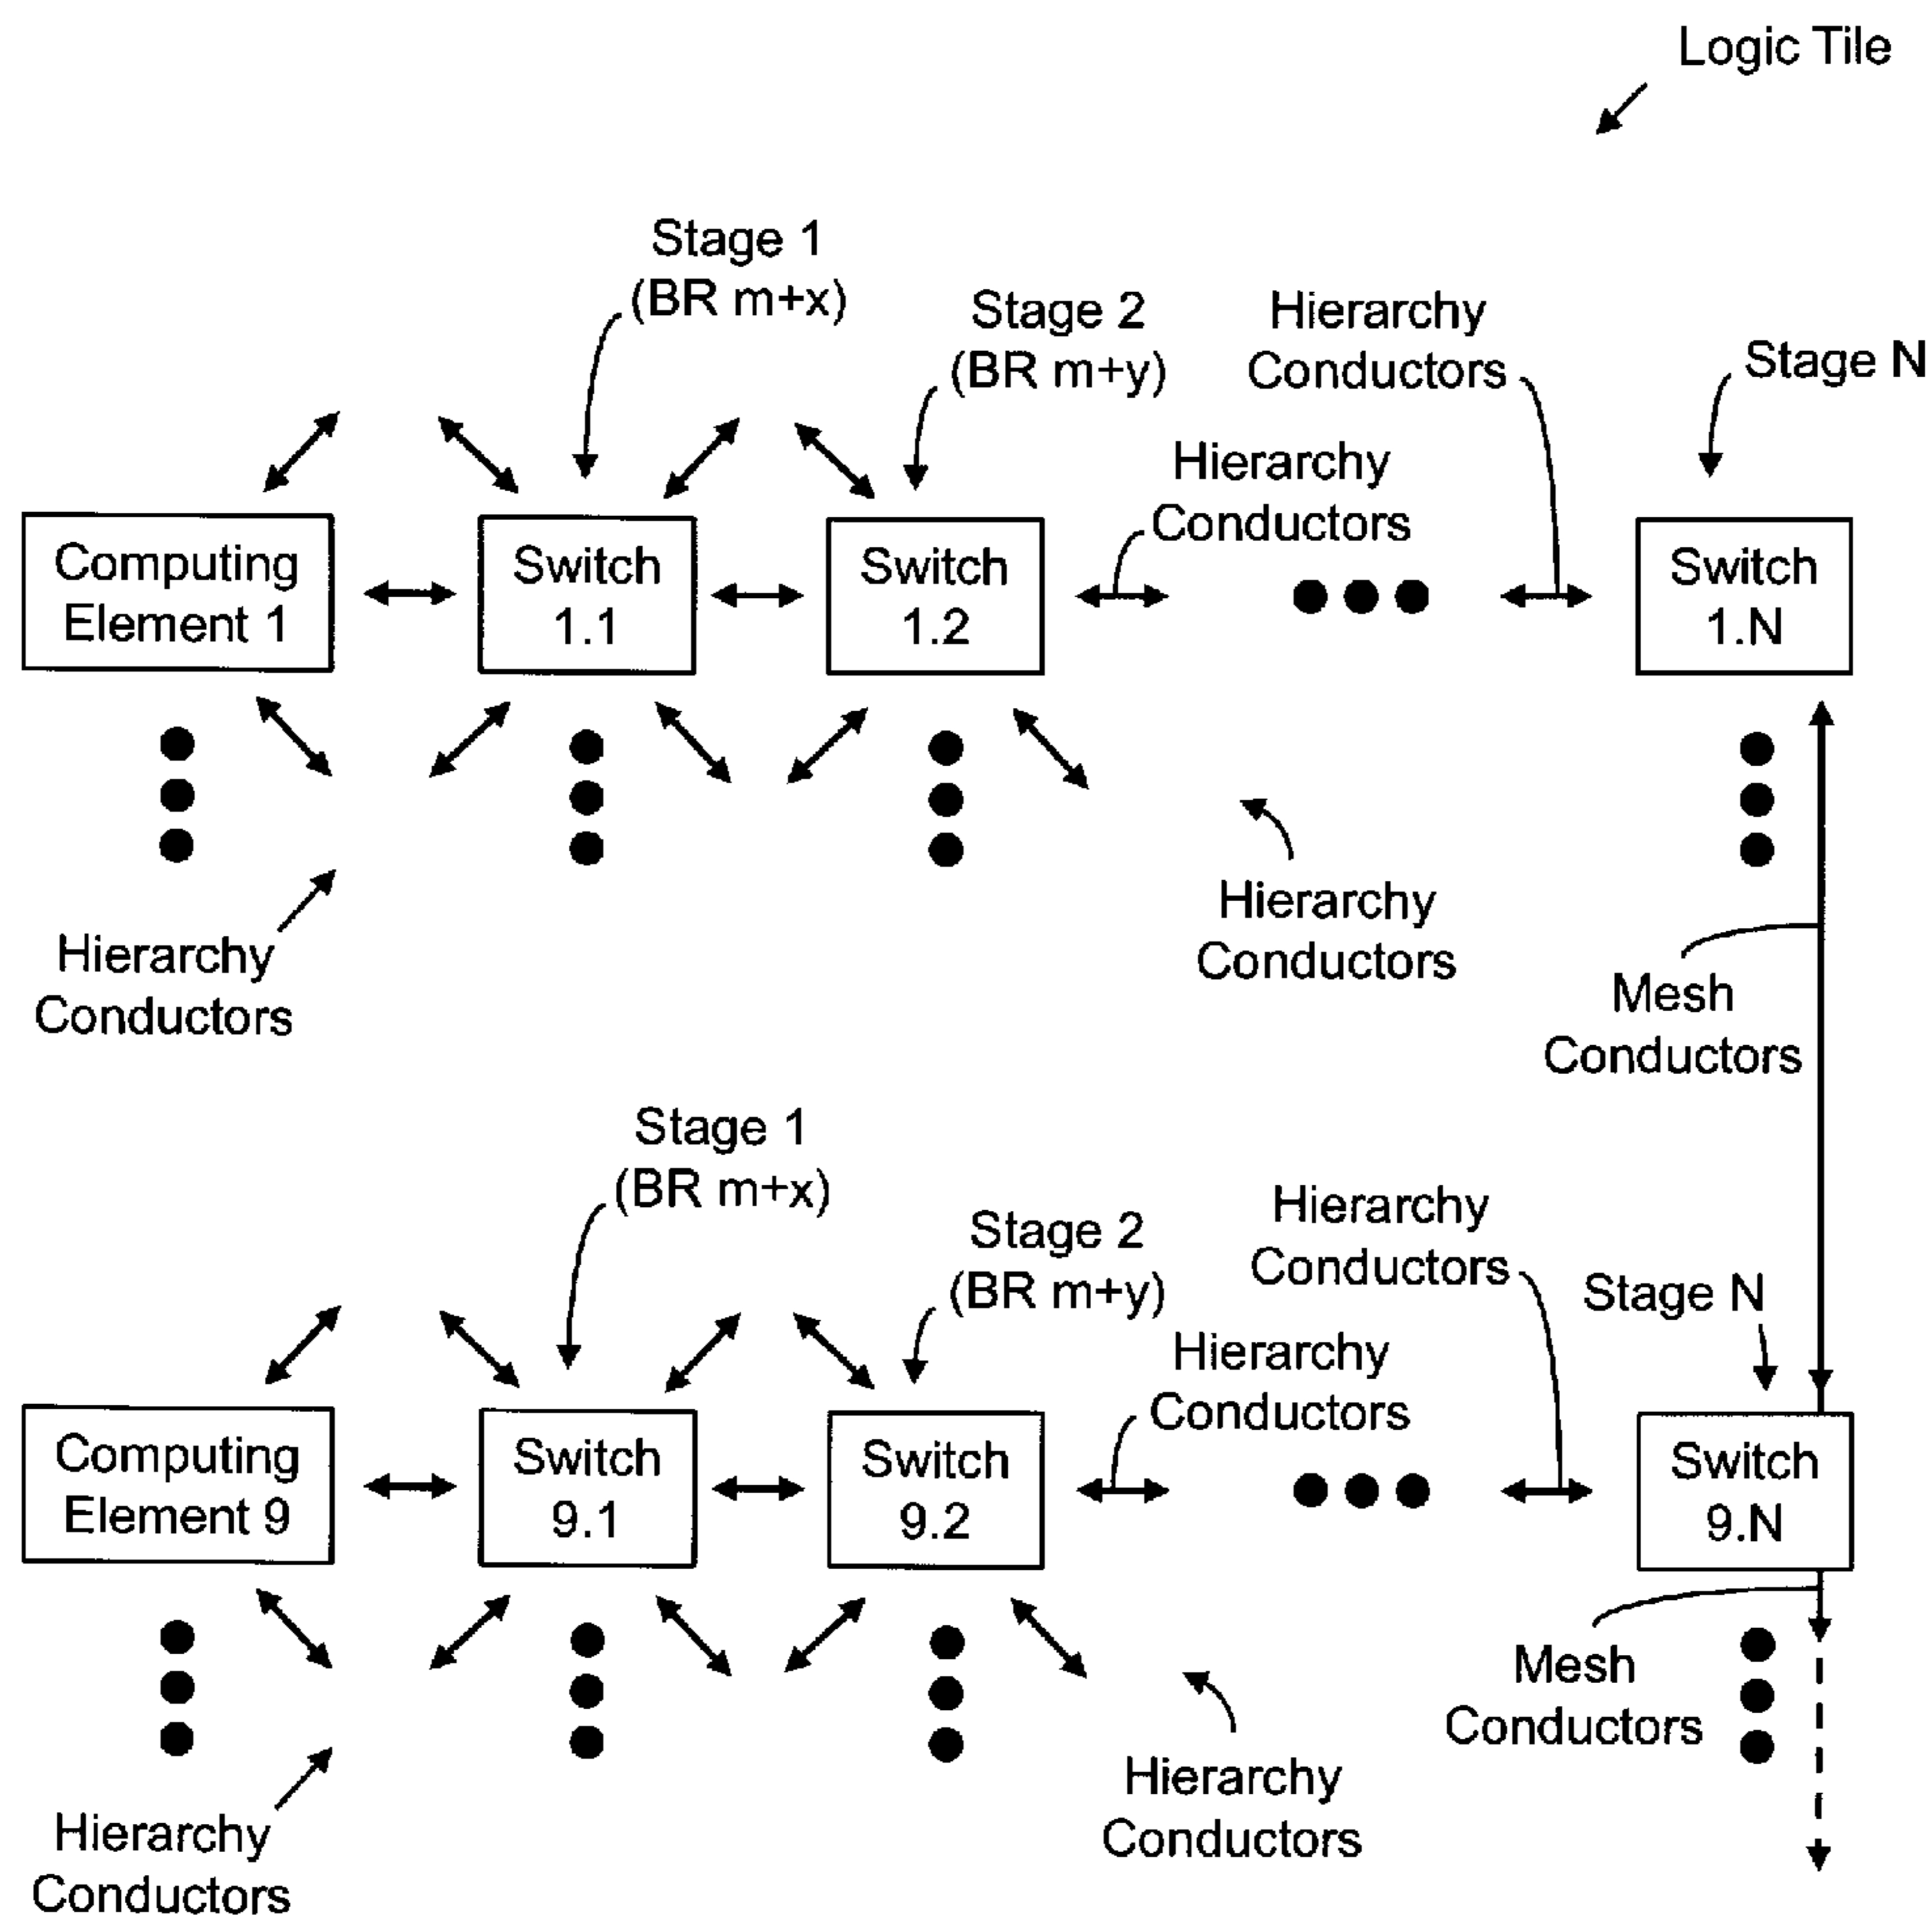 Logic Tile
Stage 1
(BR m+x)
Stage 2
(BR m+y)
Hierarchy
Conductors
Stage N
Hierarchy
Conductors
Computing
Element 1
Switch
1.1
Switch
1.2
Switch
1.N
Hierarchy
Conductors
Hierarchy
Conductors
Mesh
Conductors
Stage 1
(BR m+x)
Stage 2
(BR m+y)
Hierarchy
Conductors
Stage N
Hierarchy
Conductors
Computing
Element 9
Switch
9.1
Switch
9.2
Switch
9.N
Mesh
Conductors
Hierarchy
Conductors
Hierarchy
Conductors